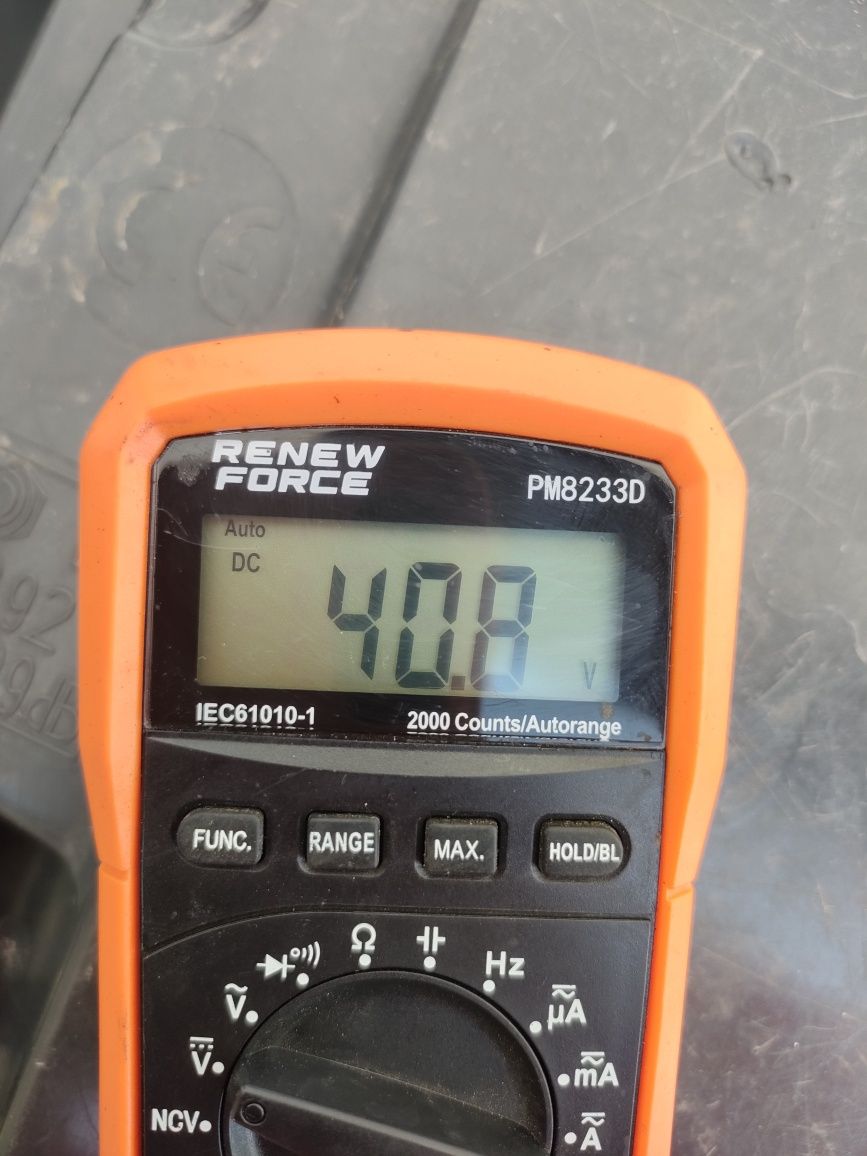 CE
RENEW
FORCE
PM8233D
Auto
DC
40.8
V
IEC61010-1
2000 Counts/Autorange
FUNC.
RANGE
MAX.
HOLD/BL
Ω
Hz
Ṽ
μA
V
mA
NCV
A